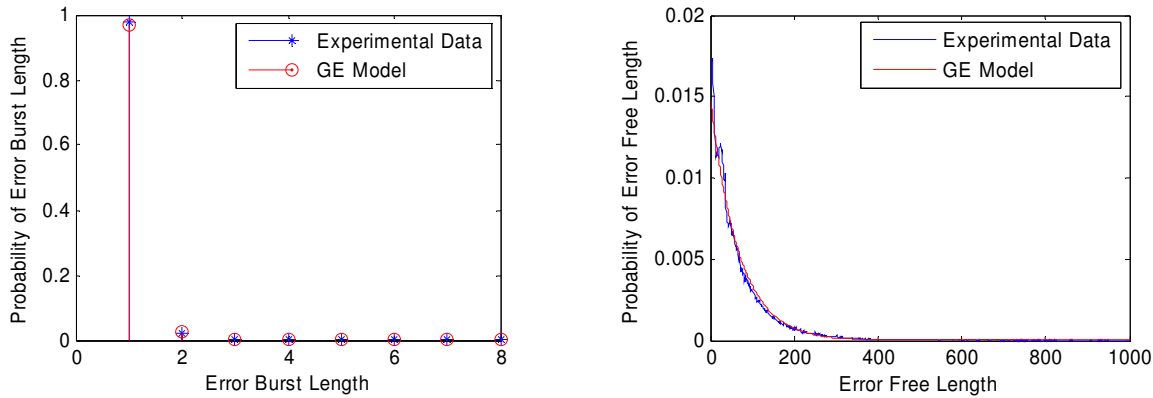 Probability of Error Burst Length
1
0.8
0.6
0.4
0.2
0
0 2 4 6 8
Error Burst Length
Experimental Data
GE Model
Probability of Error Free Length
0.02
0.015
0.01
0.005
0
0 200 400 600 800 1000
Error Free Length
Experimental Data
GE Model